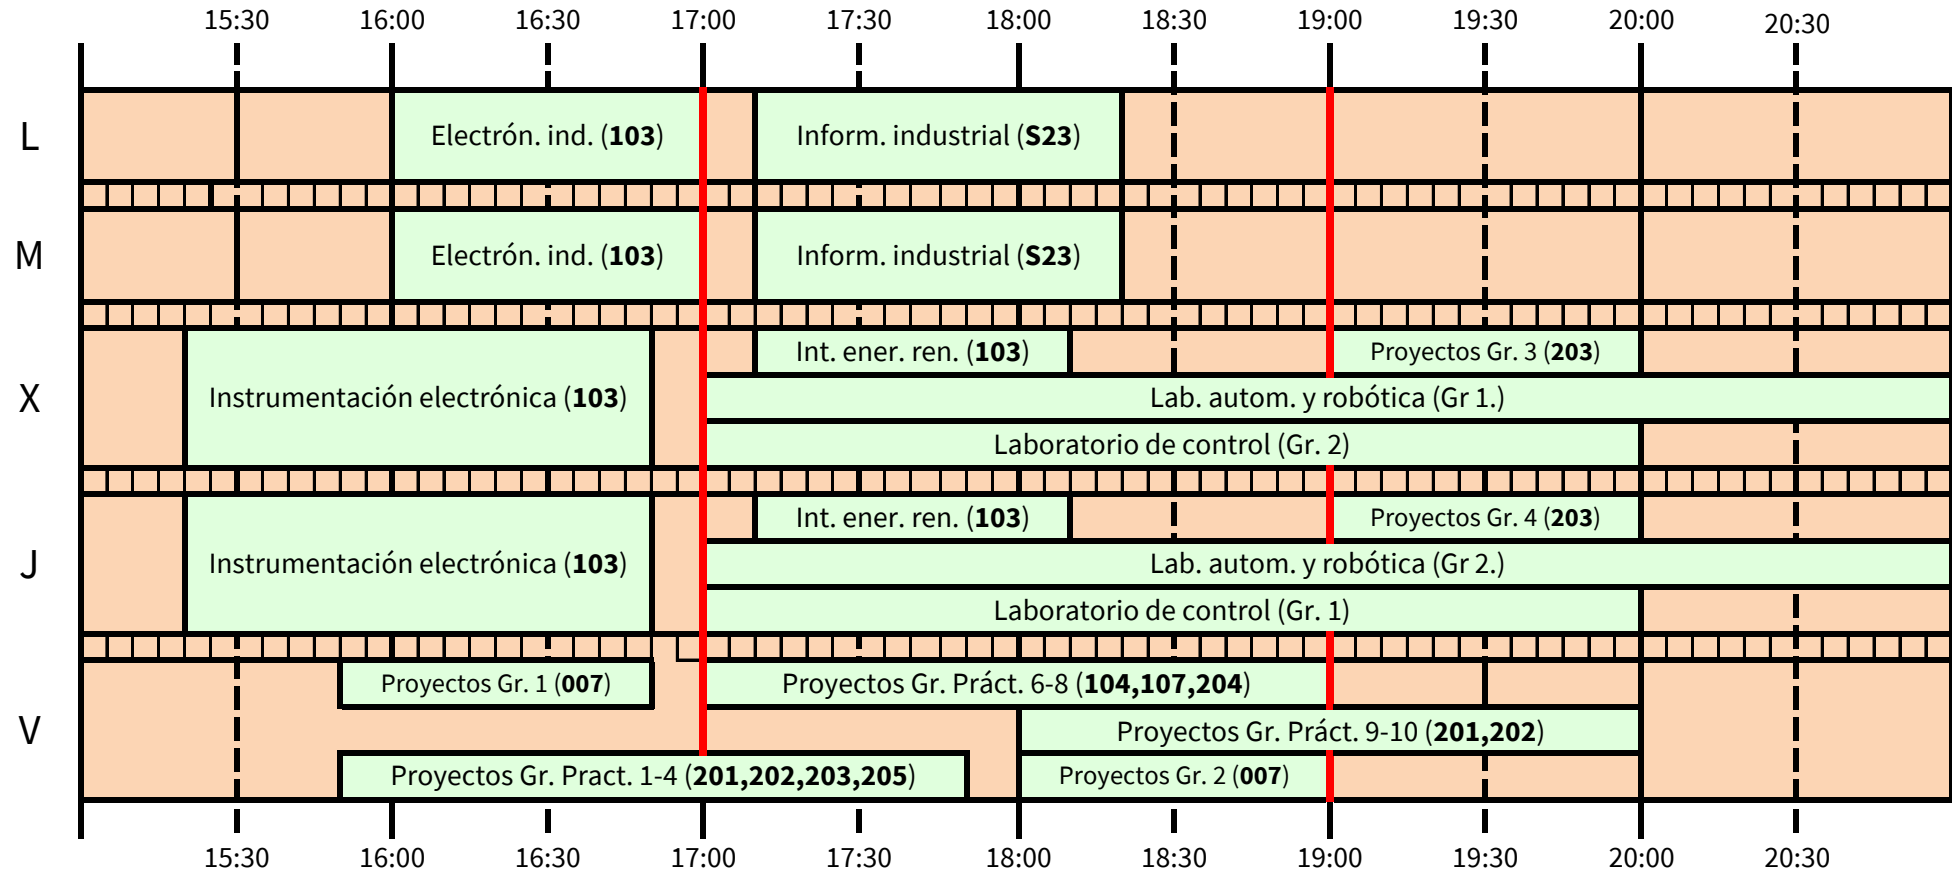 15:30 16:00 16:30 17:00 17:30 18:00 18:30 19:00 19:30 20:00 20:30
L
Electrón. ind. (103)
Inform. industrial (S23)
M
Electrón. ind. (103)
Inform. industrial (S23)
X
Instrumentación electrónica (103)
Int. ener. ren. (103)
Proyectos Gr. 3 (203)
Lab. autom. y robótica (Gr 1.)
Laboratorio de control (Gr. 2)
J
Instrumentación electrónica (103)
Int. ener. ren. (103)
Proyectos Gr. 4 (203)
Lab. autom. y robótica (Gr 2.)
Laboratorio de control (Gr. 1)
V
Proyectos Gr. 1 (007)
Proyectos Gr. Práct. 6-8 (104,107,204)
Proyectos Gr. Práct. 9-10 (201,202)
Proyectos Gr. Pract. 1-4 (201,202,203,205)
Proyectos Gr. 2 (007)
15:30 16:00 16:30 17:00 17:30 18:00 18:30 19:00 19:30 20:00 20:30